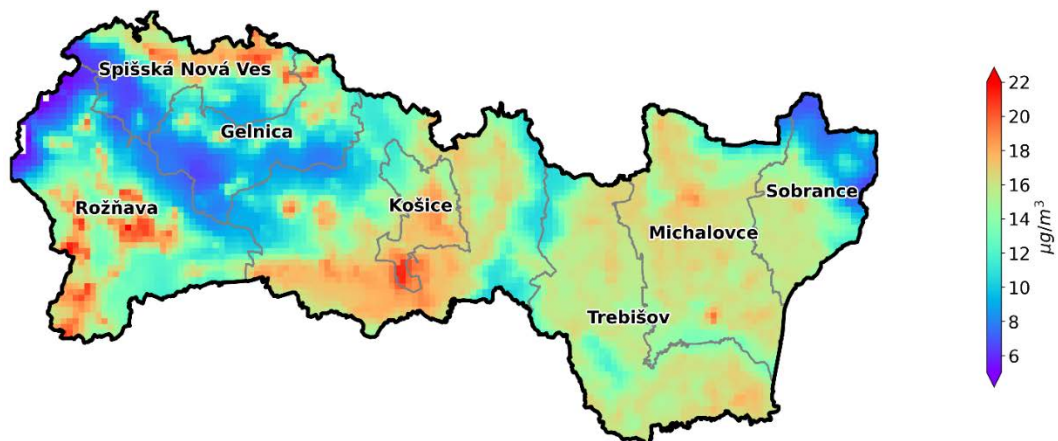 Spišská Nová Ves
Gelnica
Rožňava
Košice
Sobrance
Michalovce
Trebišov
22
20
18
16
14
12
10
8
6
μg/m³